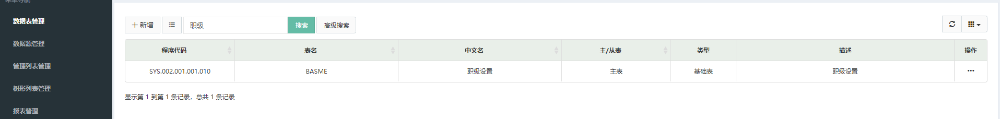 菜单导航
数据表管理
数据源管理
管理列表管理
树形列表管理
报表管理
新增 职级 搜索 高级搜索
程序代码 表名 中文名 主/从表 类型 描述 操作
SYS.002.001.001.010 BASME 职级设置 主表 基础表 职级设置 ···
显示第 1 到第 1 条记录，总共 1 条记录